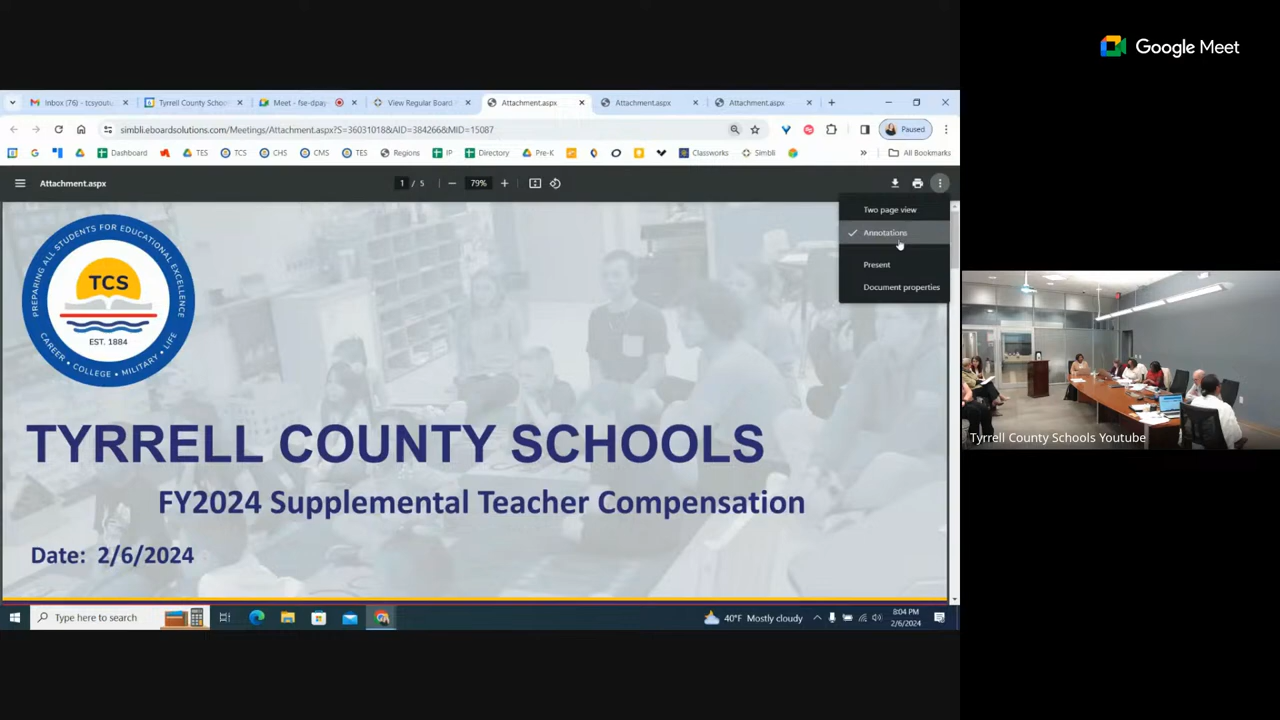 Google Meet
Inbox (76) - tcsyoutu
Tyrrell County Schoo
Meet - fse-dpay
View Regular Board
Attachment.aspx
Attachment.aspx
Attachment.aspx
simbli.eboardsolutions.com/Meetings/Attachment.aspx?S=36031018&AID=384266&MID=15087
Paused
Dashboard
TES
TCS
CHS
CMS
TES
Regions
IP
Directory
Pre-K
Classworks
Simbli
All Bookmarks
Attachment.aspx
1 / 5
79%
Two page view
Annotations
Present
Document properties
PREPARING ALL STUDENTS FOR EDUCATIONAL EXCELLENCE
TCS
EST. 1884
CAREER • COLLEGE • MILITARY • LIFE
TYRRELL COUNTY SCHOOLS
FY2024 Supplemental Teacher Compensation
Date: 2/6/2024
Tyrrell County Schools Youtube
Type here to search
40°F Mostly cloudy
8:04 PM
2/6/2024